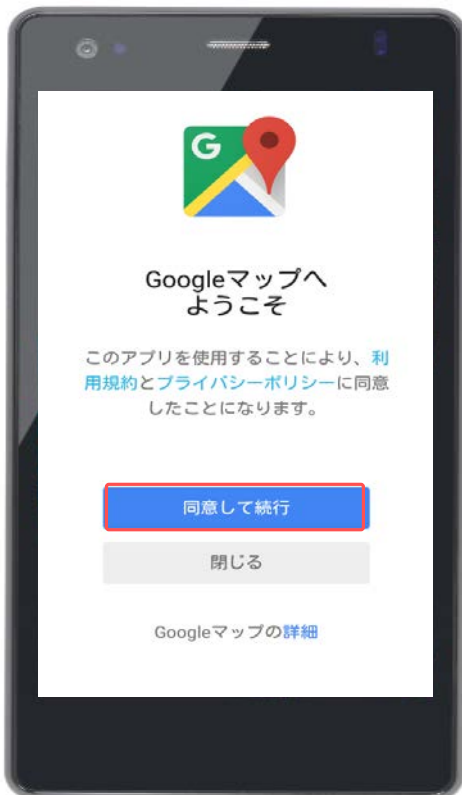 G
Googleマップへ
ようこそ
このアプリを使用することにより、利
用規約とプライバシーポリシーに同意
したことになります。
同意して続行
閉じる
Googleマップの詳細